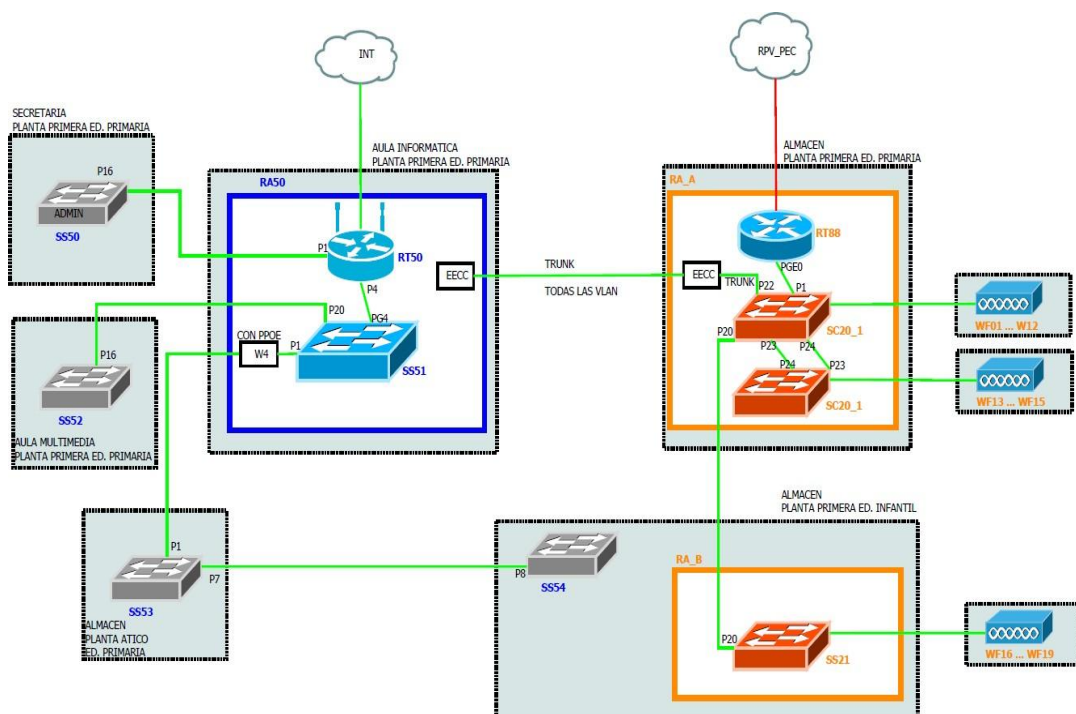 INT
RPV_PEC
SECRETARIA
PLANTA PRIMERA ED. PRIMARIA
P16
ADMIN
SS50
AULA INFORMATICA
PLANTA PRIMERA ED. PRIMARIA
RA50
P1
RT50
P4
EECC
P20
PG4
CON PPOE
W4
P1
SS51
TRUNK
TODAS LAS VLAN
ALMACEN
PLANTA PRIMERA ED. PRIMARIA
RA_A
RT88
PGE0
EECC
TRUNK
P22
P1
SC20_1
P20
P23
P24
P24
P23
SC20_1
WF01 ... W12
WF13 ... WF15
P16
SS52
AULA MULTIMEDIA
PLANTA PRIMERA ED. PRIMARIA
P1
P7
SS53
ALMACEN
PLANTA ATICO
ED. PRIMARIA
ALMACEN
PLANTA PRIMERA ED. INFANTIL
P8
SS54
RA_B
P20
SS21
WF16 ... WF19